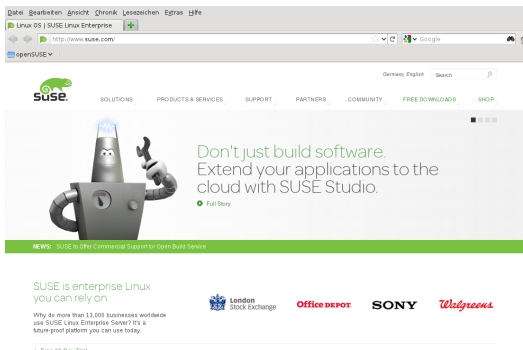 Datei Bearbeiten Ansicht Chronik Lesezeichen Extras Hilfe
Linux OS | SUSE Linux Enterprise
http://www.suse.com/
Google
openSUSE
Germany, English
Search
SUSE.
SOLUTIONS PRODUCTS & SERVICES SUPPORT PARTNERS COMMUNITY FREE DOWNLOADS SHOP
Don't just build software.
Extend your applications to the
cloud with SUSE Studio.
Full Story
NEWS: SUSE to Offer Commercial Support for Open Build Service
SUSE is enterprise Linux
you can rely on
Why do more than 13,000 businesses worldwide
use SUSE Linux Enterprise Server? It's a
future-proof platform you can use today.
London
Stock Exchange
Office DEPOT.
SONY
Walgreens